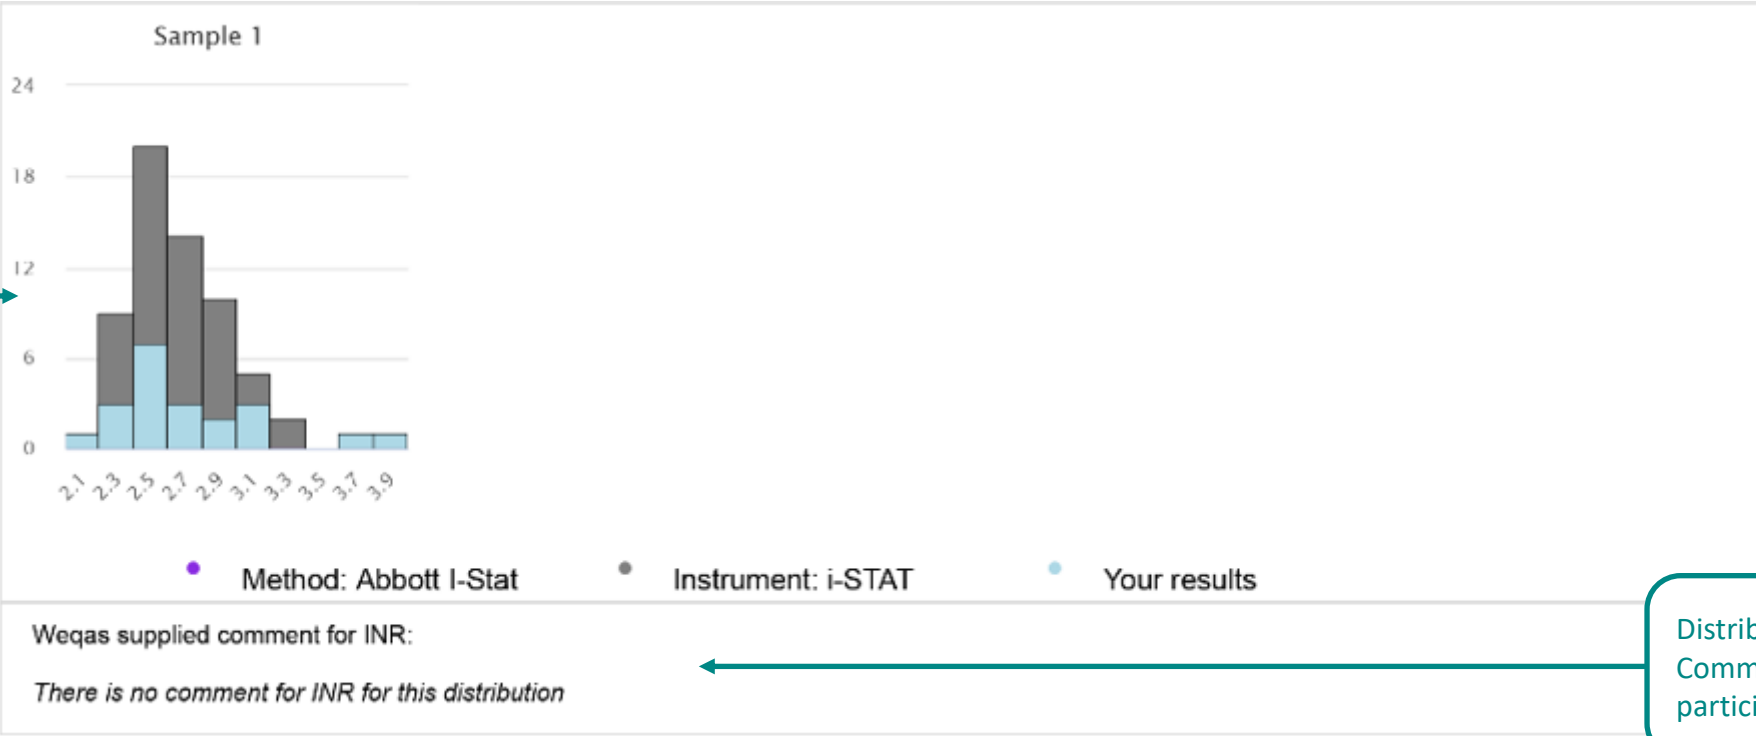 Sample 1
24
18
12
6
0
2.1 2.3 2.5 2.7 2.9 3.1 3.3 3.5 3.7 3.9
Method: Abbott I-Stat Instrument: i-STAT Your results
Weqas supplied comment for INR:
There is no comment for INR for this distribution
Distrib
Comm
partici